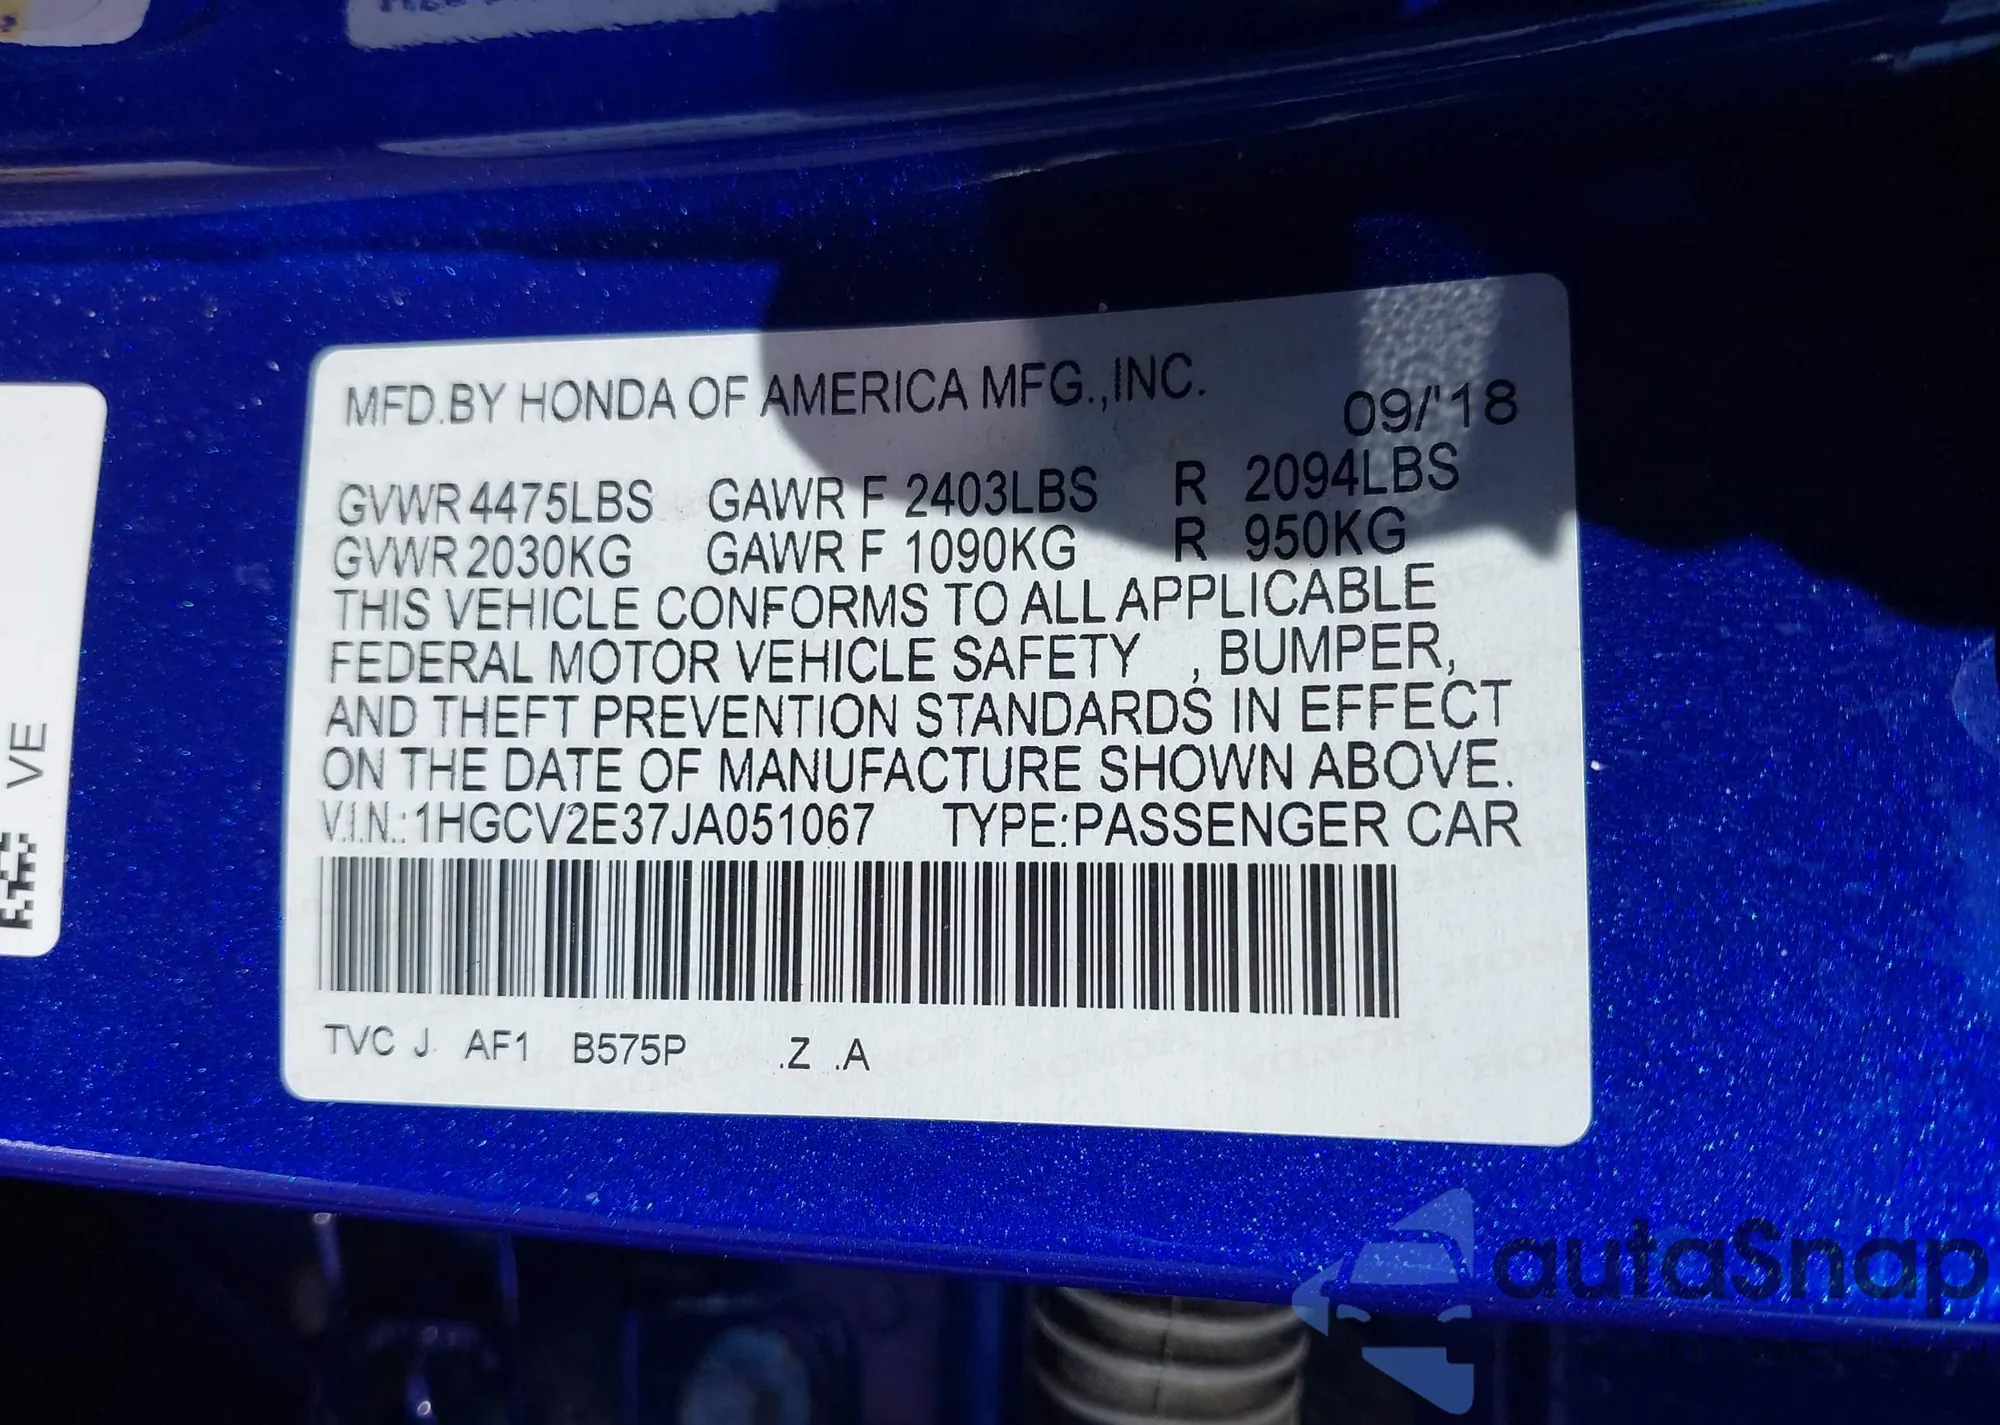 MFD.BY HONDA OF AMERICA MFG.,INC.
09/'18
GVWR 4475LBS GAWR F 2403LBS R 2094LBS
GVWR 2030KG GAWR F 1090KG R 950KG
THIS VEHICLE CONFORMS TO ALL APPLICABLE
FEDERAL MOTOR VEHICLE SAFETY , BUMPER,
AND THEFT PREVENTION STANDARDS IN EFFECT
ON THE DATE OF MANUFACTURE SHOWN ABOVE.
V.I.N.: 1HGCV2E37JA051067 TYPE:PASSENGER CAR
TVC J AF1 B575P .Z .A
VE
autaSnap